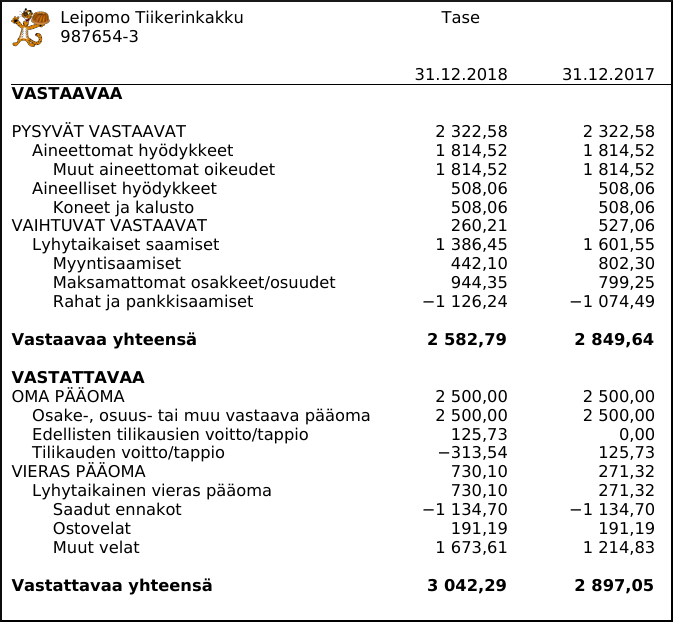 Leipomo Tiikerinkakku Tase
987654-3
31.12.2018 31.12.2017
VASTAAVAA
PYSYVÄT VASTAAVAT 2 322,58 2 322,58
Aineettomat hyödykkeet 1 814,52 1 814,52
Muut aineettomat oikeudet 1 814,52 1 814,52
Aineelliset hyödykkeet 508,06 508,06
Koneet ja kalusto 508,06 508,06
VAIHTUVAT VASTAAVAT 260,21 527,06
Lyhytaikaiset saamiset 1 386,45 1 601,55
Myyntisaamiset 442,10 802,30
Maksamattomat osakkeet/osuudet 944,35 799,25
Rahat ja pankkisaamiset −1 126,24 −1 074,49
Vastaavaa yhteensä 2 582,79 2 849,64
VASTATTAVAA
OMA PÄÄOMA 2 500,00 2 500,00
Osake-, osuus- tai muu vastaava pääoma 2 500,00 2 500,00
Edellisten tilikausien voitto/tappio 125,73 0,00
Tilikauden voitto/tappio −313,54 125,73
VIERAS PÄÄOMA 730,10 271,32
Lyhytaikainen vieras pääoma 730,10 271,32
Saadut ennakot −1 134,70 −1 134,70
Ostovelat 191,19 191,19
Muut velat 1 673,61 1 214,83
Vastattavaa yhteensä 3 042,29 2 897,05